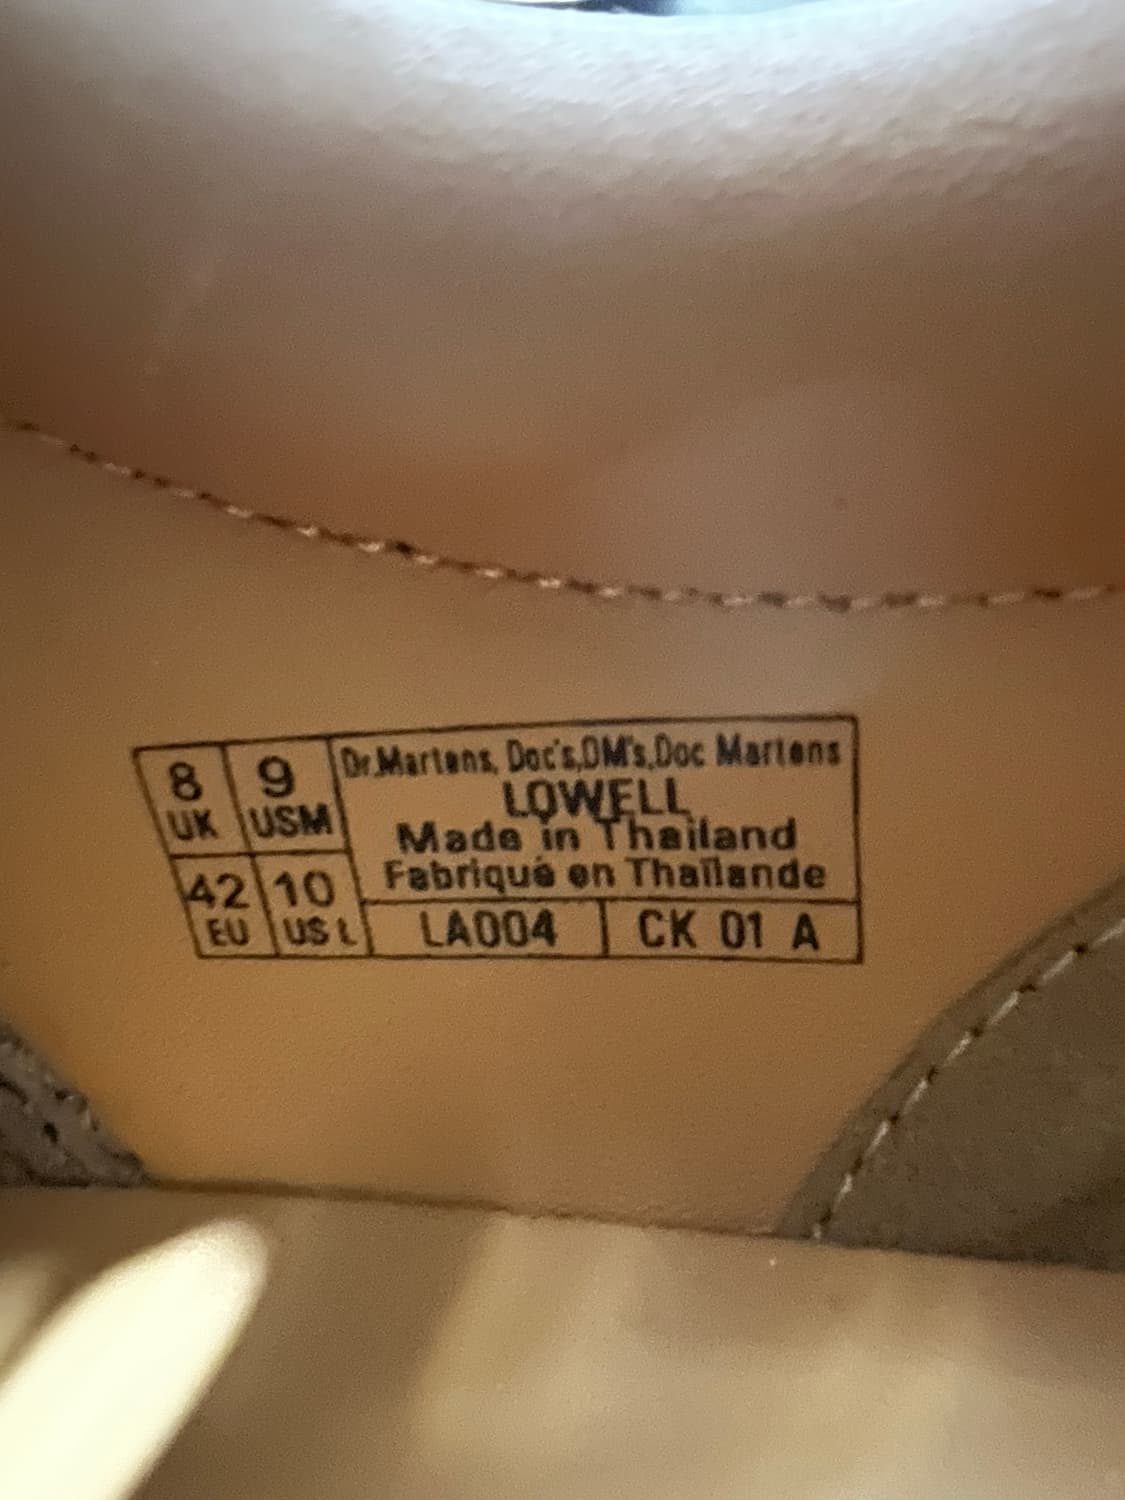 8 9
UK USM
42 10
EU US L
Dr.Martens, Doc's,DM's,Doc Martens
LOWELL
Made in Thailand
Fabriqué en Thaïlande
LA004 CK 01 A